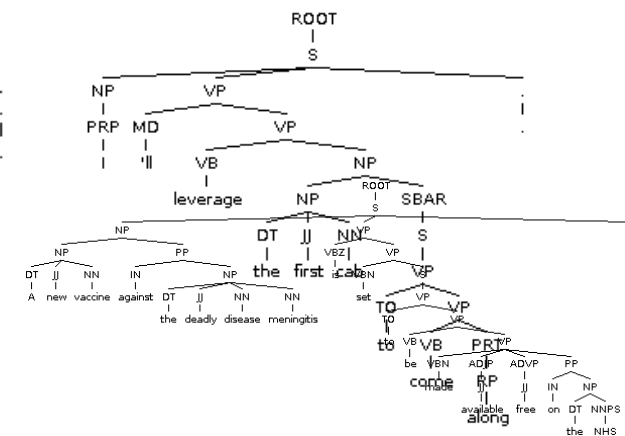 ROOT
S
NP VP
PRP MD VP
I 'll VB NP
leverage NP SBAR
DT JJ NN S
the first cab VP
TO VP
to VB PRT
come RP
along
ROOT
S
NP VP
NP PP VBZ VP
DT JJ NN IN NP is VBN S
A new vaccine against DT JJ NN NN set VP
the deadly disease meningitis TO VP
to VB VP
be VBN ADJP ADVP PP
made JJ JJ IN NP
available free on DT NNPS
the NHS